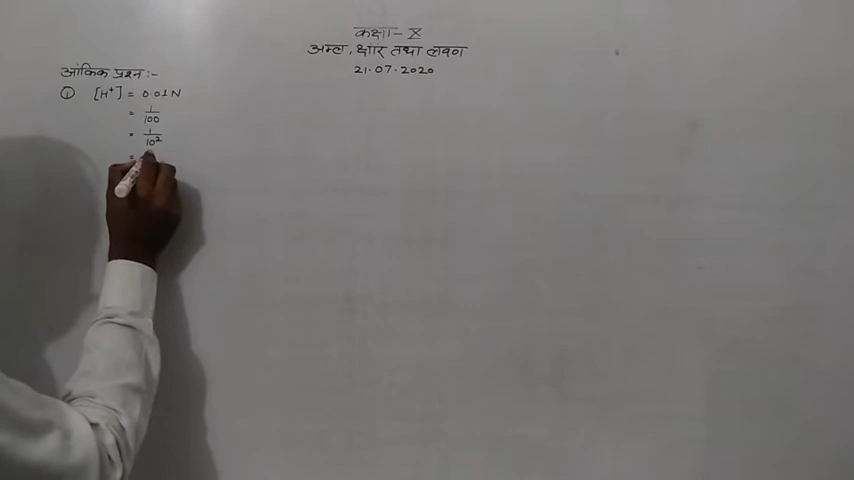 कक्षा - X
अम्ल, क्षार तथा लवण
21.07.2020
आंकिक प्रश्न :-
① [H⁺] = 0.01 N
= 1/100
= 1/10²
=